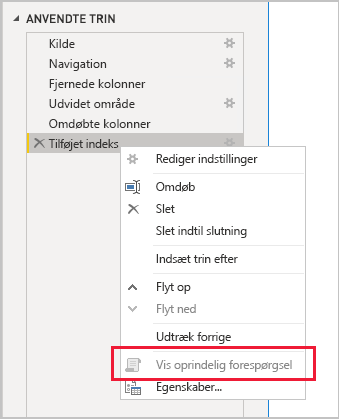 ANVENDTE TRIN
Kilde
Navigation
Fjernede kolonner
Udvidet område
Omdøbte kolonner
Tilføjet indeks
Rediger indstillinger
Omdøb
Slet
Slet indtil slutning
Indsæt trin efter
Flyt op
Flyt ned
Udtræk forrige
Vis oprindelig forespørgsel
Egenskaber...